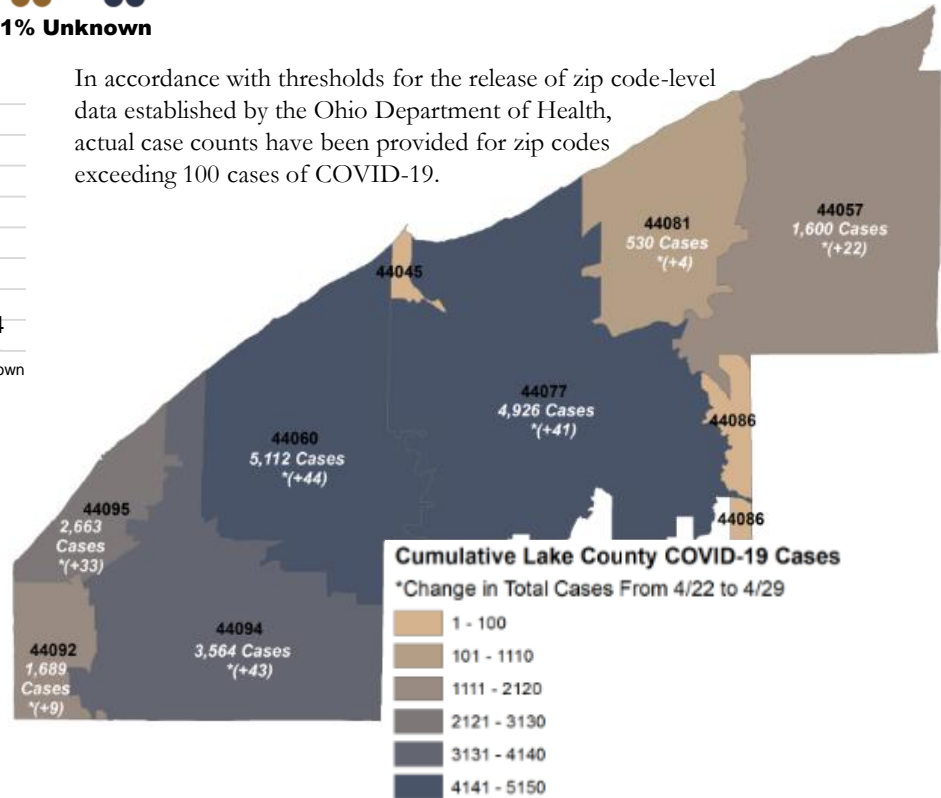 1% Unknown
In accordance with thresholds for the release of zip code-level
data established by the Ohio Department of Health,
actual case counts have been provided for zip codes
exceeding 100 cases of COVID-19.
44057
1,600 Cases
*(+22)
44081
530 Cases
*(+4)
44045
44077
4,926 Cases
*(+41)
44086
44086
44060
5,112 Cases
*(+44)
44095
2,663
Cases
*(+33)
44094
3,564 Cases
*(+43)
44092
1,689
Cases
*(+9)
Cumulative Lake County COVID-19 Cases
*Change in Total Cases From 4/22 to 4/29
1 - 100
101 - 1110
1111 - 2120
2121 - 3130
3131 - 4140
4141 - 5150